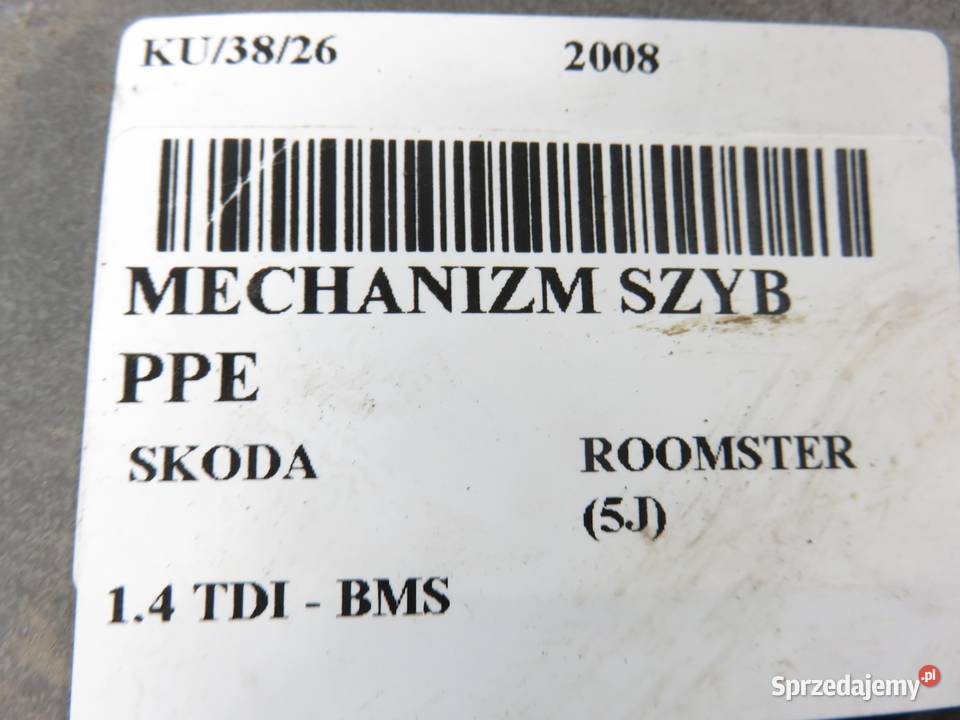 KU/38/26 2008
MECHANIZM SZYB
PPE
SKODA ROOMSTER
(5J)
1.4 TDI - BMS
Sprzedajemy.pl